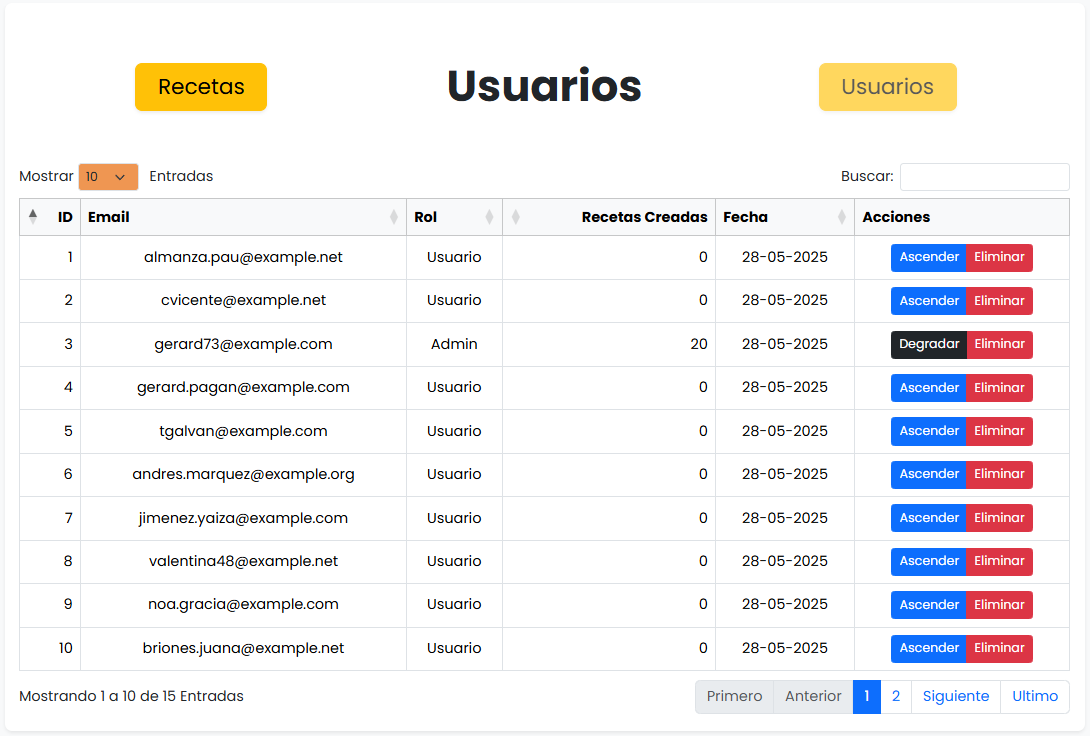 Recetas Usuarios Usuarios
Mostrar 10 Entradas Buscar:
ID Email Rol Recetas Creadas Fecha Acciones
1 almanza.pau@example.net Usuario 0 28-05-2025 Ascender Eliminar
2 cvicente@example.net Usuario 0 28-05-2025 Ascender Eliminar
3 gerard73@example.com Admin 20 28-05-2025 Degradar Eliminar
4 gerard.pagan@example.com Usuario 0 28-05-2025 Ascender Eliminar
5 tgalvan@example.com Usuario 0 28-05-2025 Ascender Eliminar
6 andres.marquez@example.org Usuario 0 28-05-2025 Ascender Eliminar
7 jimenez.yaiza@example.com Usuario 0 28-05-2025 Ascender Eliminar
8 valentina48@example.net Usuario 0 28-05-2025 Ascender Eliminar
9 noa.gracia@example.com Usuario 0 28-05-2025 Ascender Eliminar
10 briones.juana@example.net Usuario 0 28-05-2025 Ascender Eliminar
Mostrando 1 a 10 de 15 Entradas Primero Anterior 1 2 Siguiente Ultimo